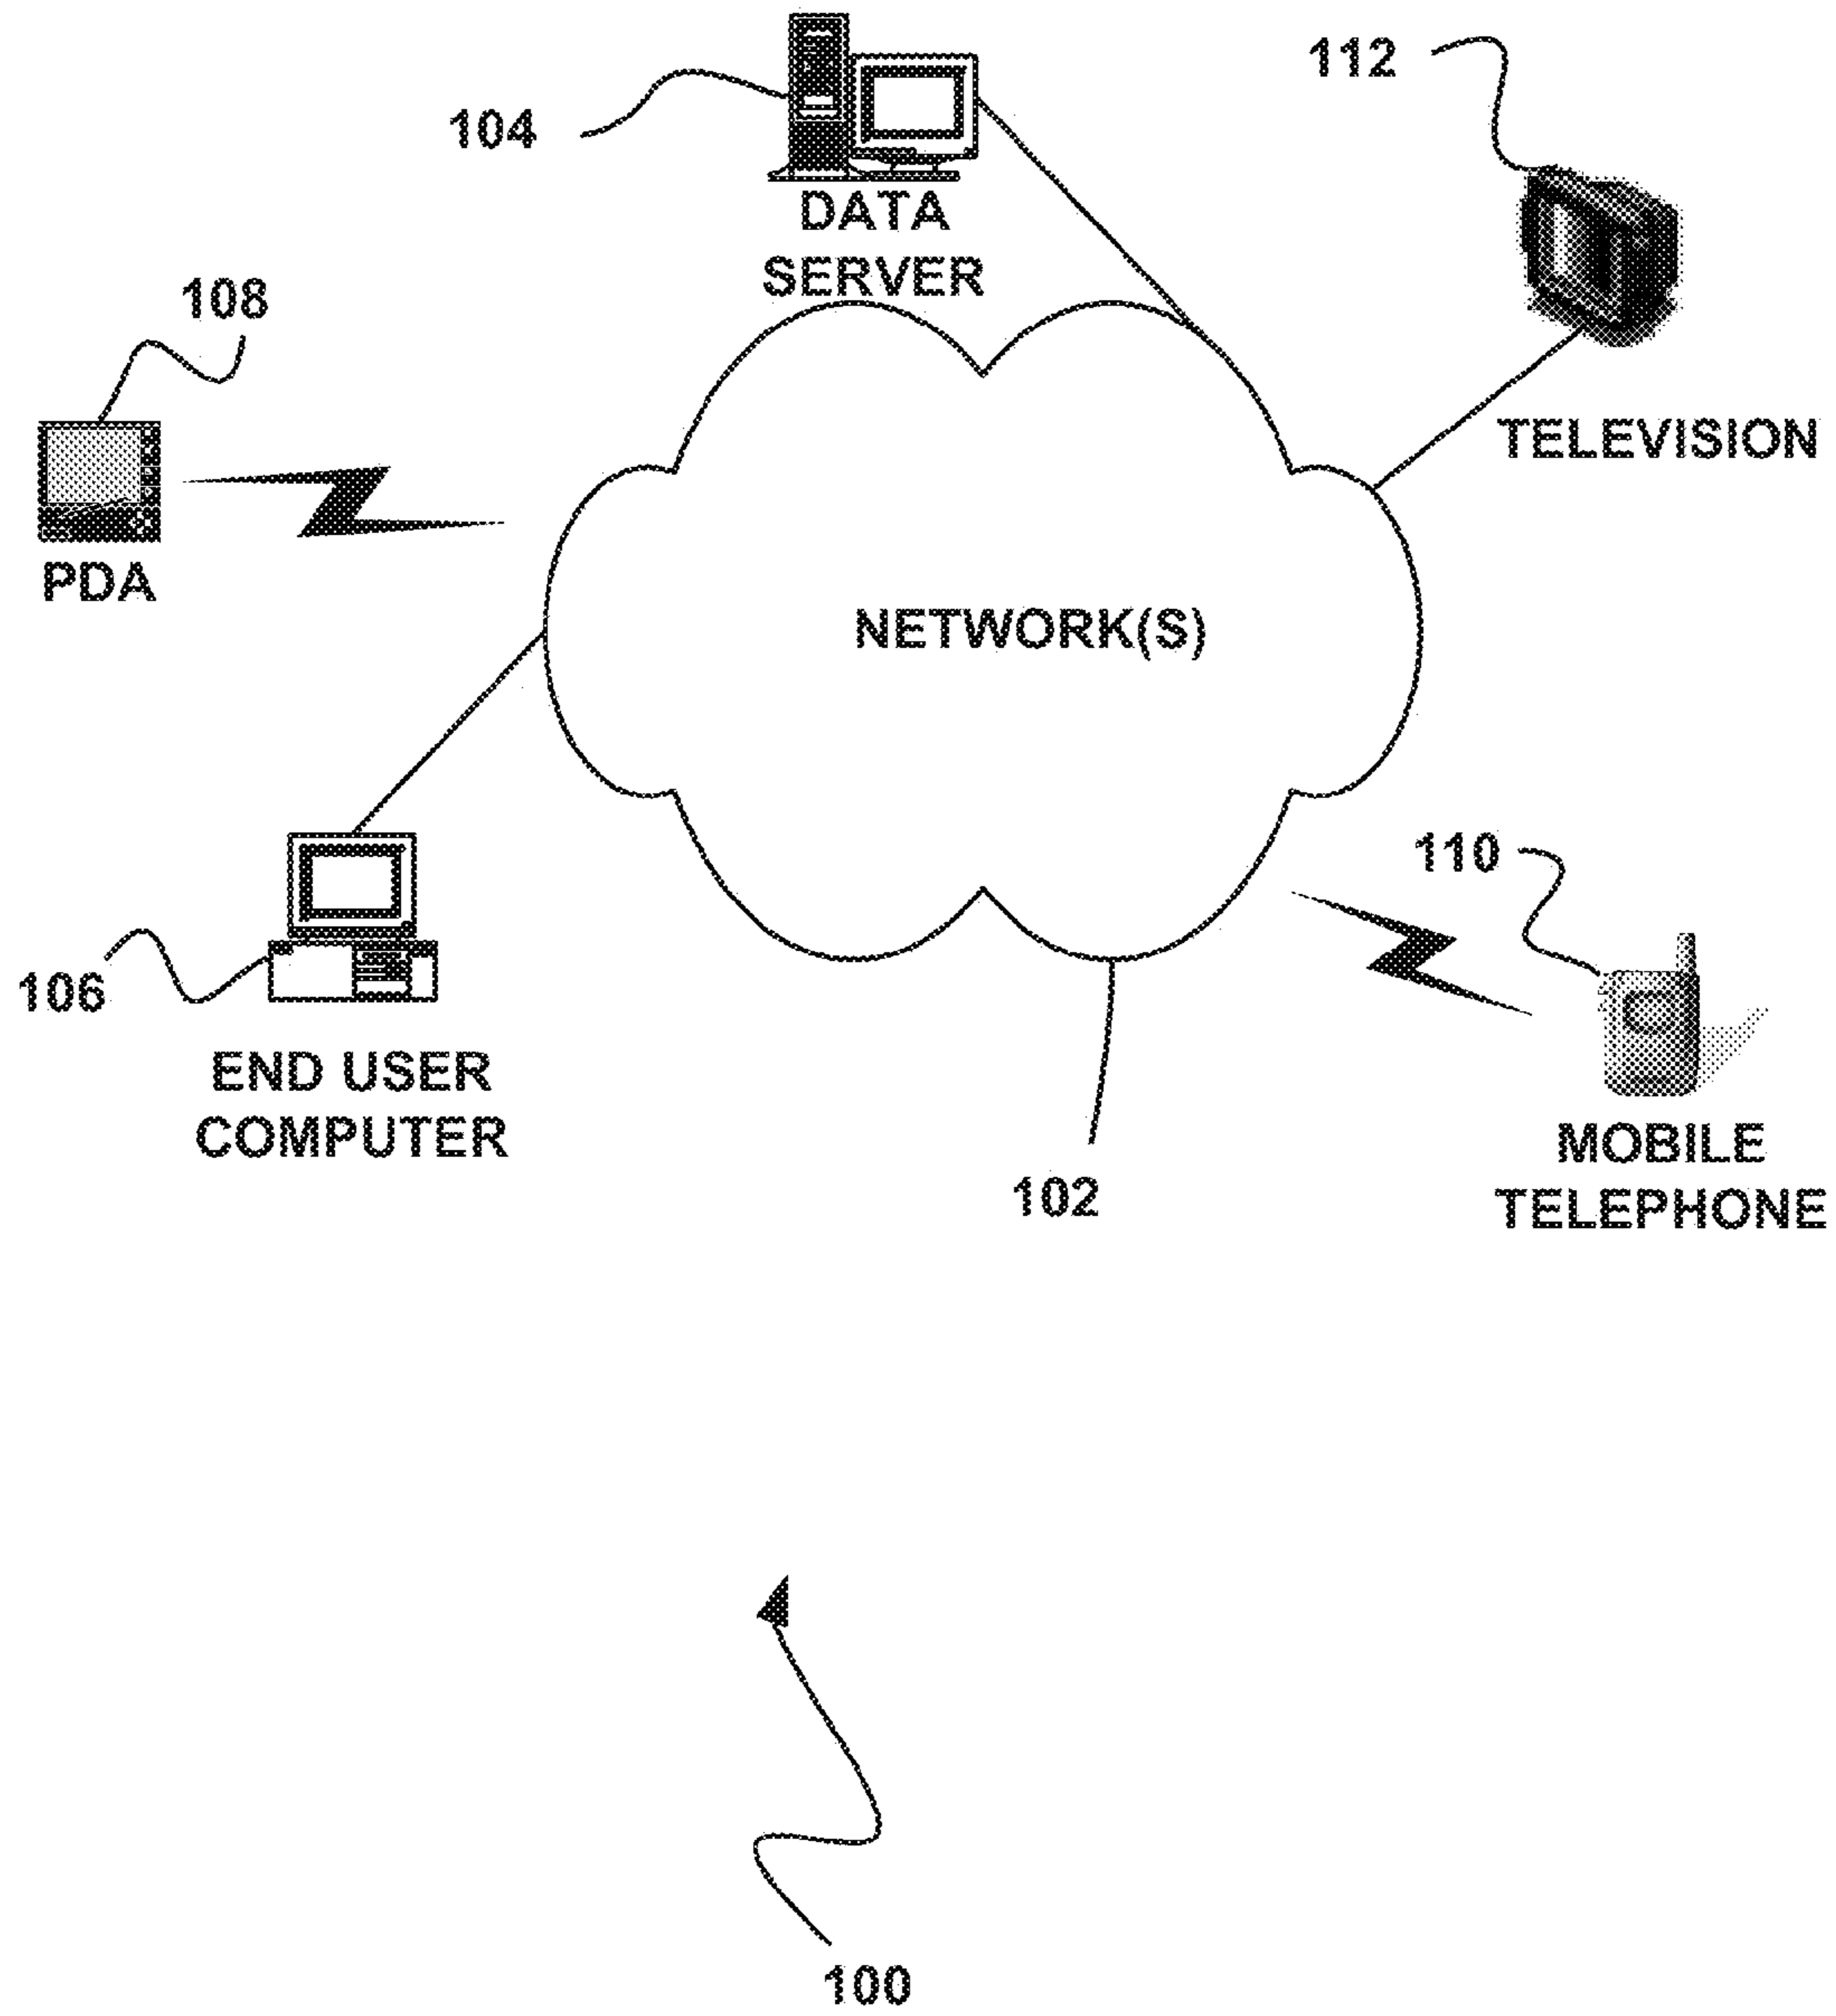 112
104
DATA
SERVER
108
TELEVISION
PDA
NETWORK(S)
110
106
END USER
COMPUTER
MOBILE
TELEPHONE
102
100